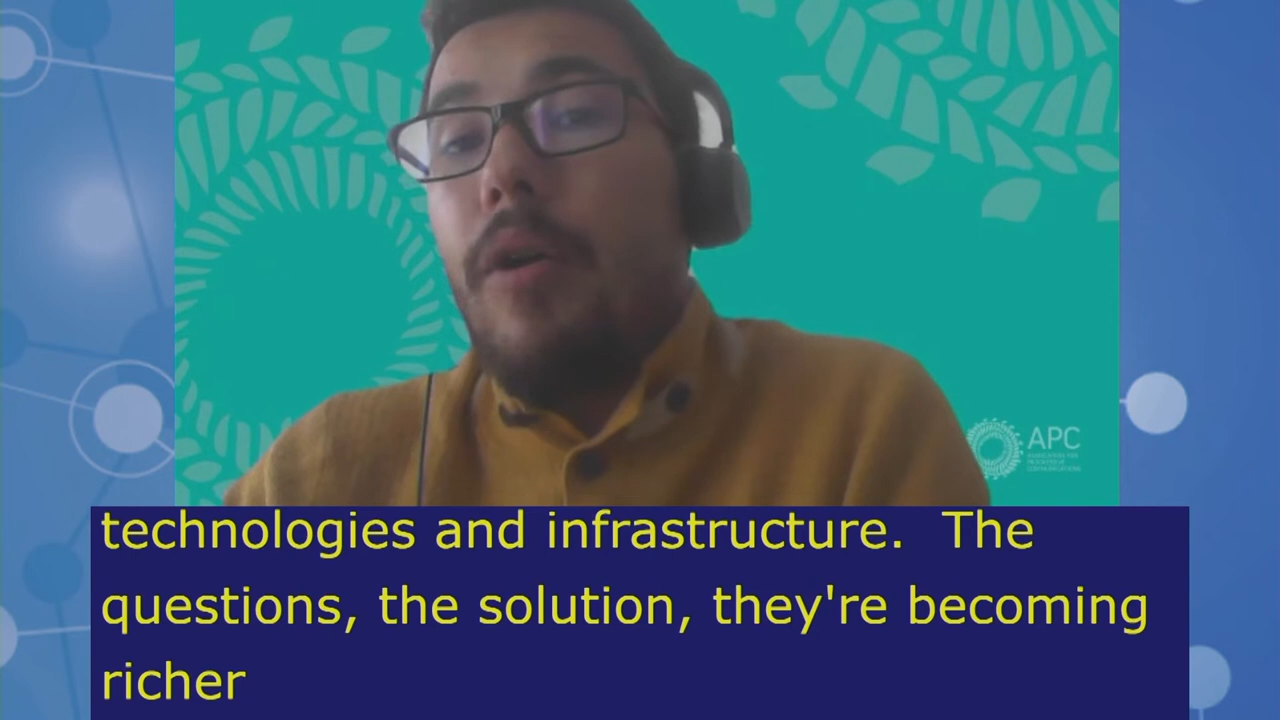 APC
technologies and infrastructure.  The
questions, the solution, they're becoming
richer